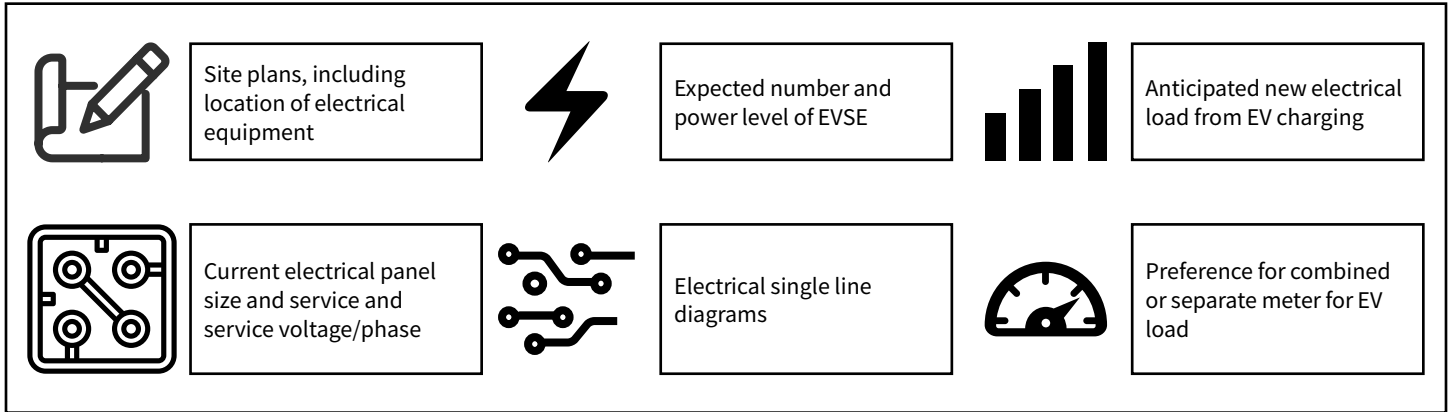 Site plans, including
location of electrical
equipment
Expected number and
power level of EVSE
Anticipated new electrical
load from EV charging
Current electrical panel
size and service and
service voltage/phase
Electrical single line
diagrams
Preference for combined
or separate meter for EV
load